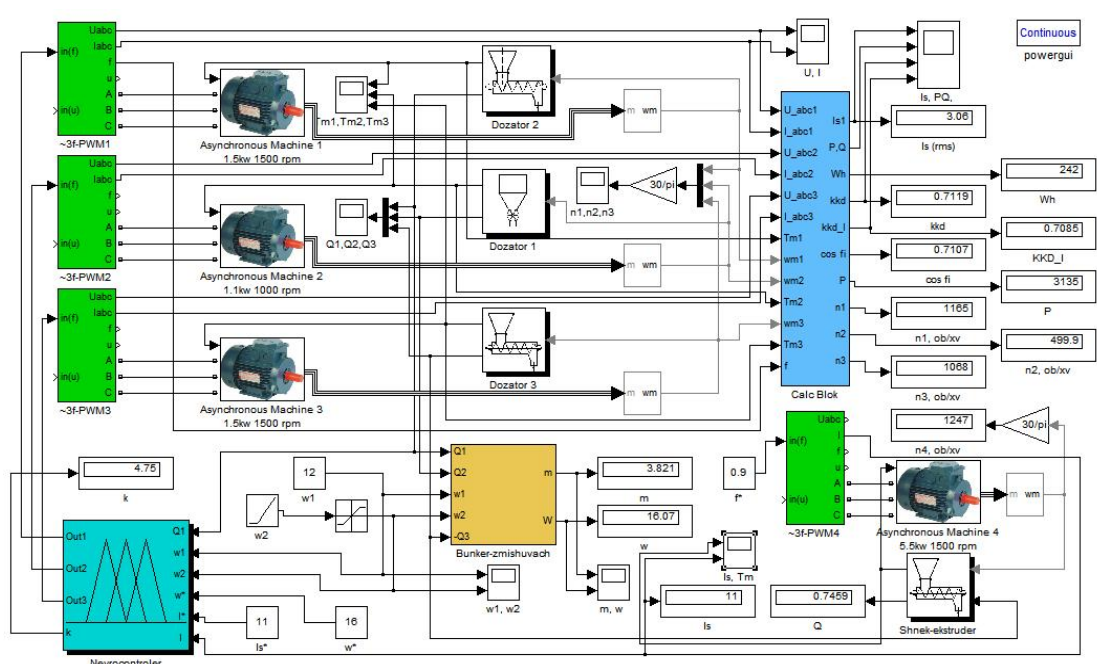 Uabc
Iabc
in(f)
f
u
A
in(u)
B
C
~3f-PWM1
Asynchronous Machine 1
1.5kw 1500 rpm
Tm1,Tm2,Tm3
Dozator 2
m wm
U, I
Is, PQ,
Continuous
powergui
Uabc
Iabc
in(f)
f
u
A
in(u)
B
C
~3f-PWM2
Asynchronous Machine 2
1.1kw 1000 rpm
Q1,Q2,Q3
Dozator 1
n1,n2,n3
30/pi
m wm
Uabc
Iabc
in(f)
f
u
A
in(u)
B
C
~3f-PWM3
Asynchronous Machine 3
1.5kw 1500 rpm
Dozator 3
m wm
U_abc1
I_abc1
U_abc2
I_abc2
U_abc3
I_abc3
Tm1
wm1
wm2
Tm2
wm3
Tm3
f
Is1
P,Q
Wh
kkd
kkd_I
cos fi
P
n1
n2
n3
Calc Blok
3.06
Is (rms)
242
Wh
0.7119
kkd
0.7085
KKD_I
0.7107
cos fi
3135
P
1165
n1, ob/xv
499.9
n2, ob/xv
1068
n3, ob/xv
1247
n4, ob/xv
30/pi
4.75
k
12
w1
w2
Q1
Q2
w1
w2
-Q3
m
W
Bunker-zmishuvach
3.821
m
16.07
w
0.9
f*
Uabc
in(f)
I
f
u
A
in(u)
B
C
~3f-PWM4
Asynchronous Machine 4
5.5kw 1500 rpm
m wm
Out1
Out2
Out3
k
Q1
w1
w2
w*
I*
I
Nevrocontroler
11
Is*
16
w*
w1, w2
m, w
Is, Tm
11
Is
0.7459
Q
Shnek-ekstruder